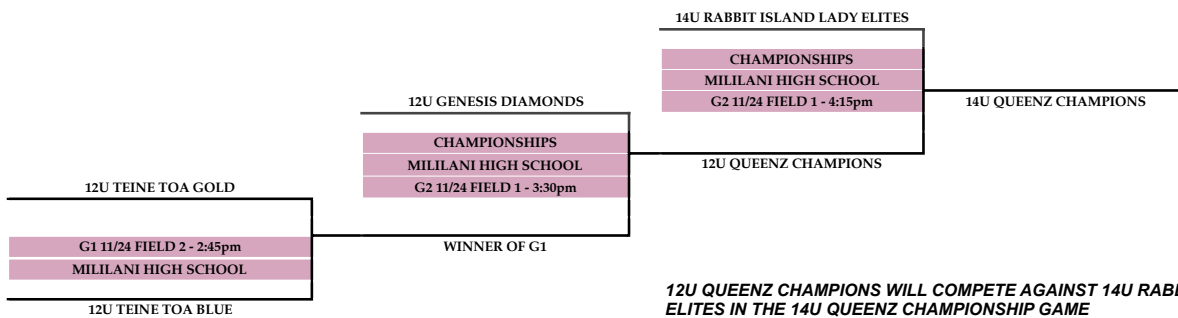 14U RABBIT ISLAND LADY ELITES
CHAMPIONSHIPS
MILILANI HIGH SCHOOL
G2 11/24 FIELD 1 - 4:15pm
14U QUEENZ CHAMPIONS
12U GENESIS DIAMONDS
CHAMPIONSHIPS
MILILANI HIGH SCHOOL
G2 11/24 FIELD 1 - 3:30pm
12U QUEENZ CHAMPIONS
12U TEINE TOA GOLD
G1 11/24 FIELD 2 - 2:45pm
MILILANI HIGH SCHOOL
12U TEINE TOA BLUE
WINNER OF G1
12U QUEENZ CHAMPIONS WILL COMPETE AGAINST 14U
ELITES IN THE 14U QUEENZ CHAMPIONSHIP GAME